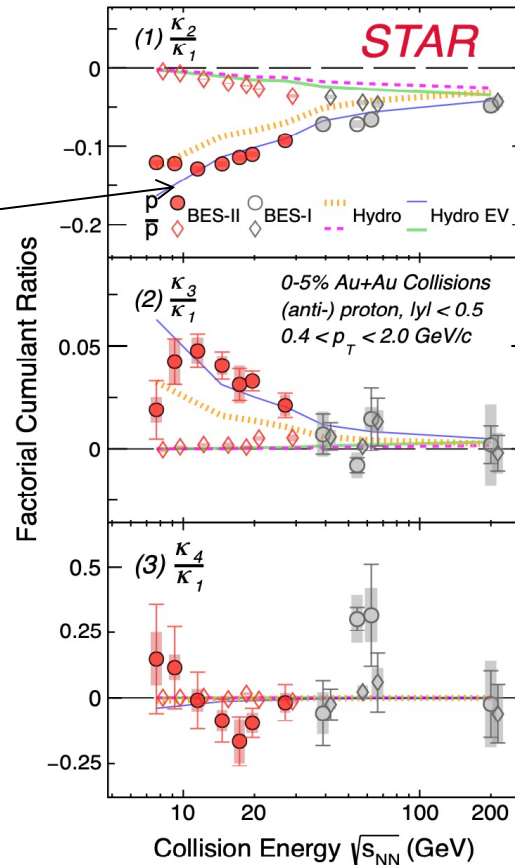 (1) κ2/κ1 STAR
0
-0.1
-0.2
p BES-II BES-I Hydro Hydro EV
p̅
Factorial Cumulant Ratios
(2) κ3/κ1
0-5% Au+Au Collisions
(anti-) proton, |y| < 0.5
0.4 < pT < 2.0 GeV/c
0.05
0
(3) κ4/κ1
0.5
0.25
0
-0.25
10 20 100 200
Collision Energy √sNN (GeV)